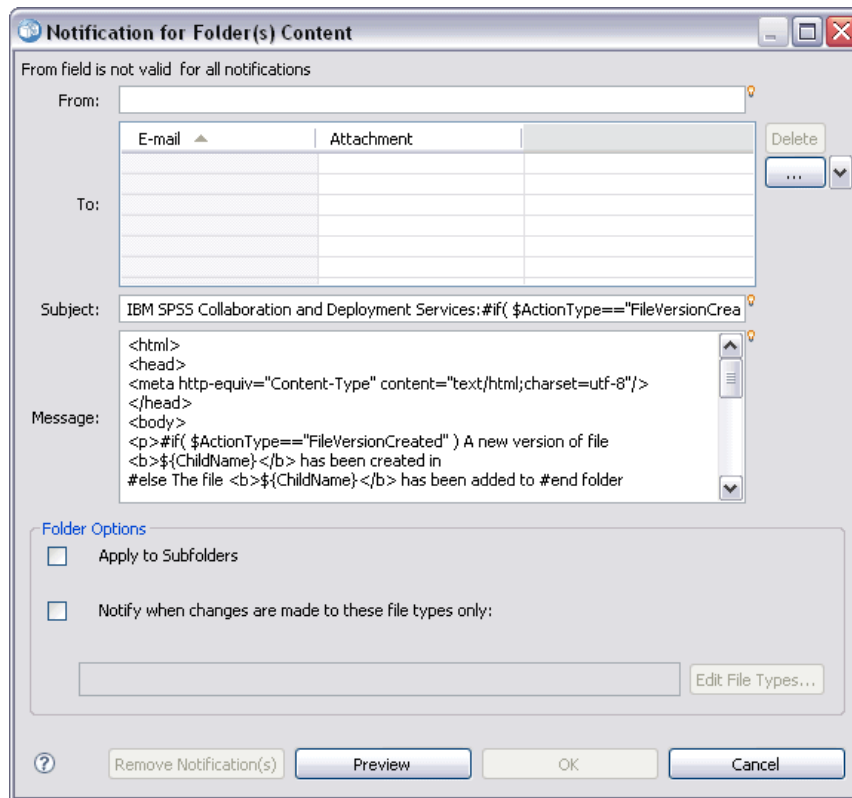 Notification for Folder(s) Content
From field is not valid for all notifications
From:
E-mail Attachment
Delete
...
To:
Subject: IBM SPSS Collaboration and Deployment Services:#if( $ActionType=="FileVersionCrea
Message:
<html>
<head>
<meta http-equiv="Content-Type" content="text/html;charset=utf-8"/>
</head>
<body>
<p>#if( $ActionType=="FileVersionCreated" ) A new version of file
<b>${ChildName}</b> has been created in
#else The file <b>${ChildName}</b> has been added to #end folder
Folder Options
Apply to Subfolders
Notify when changes are made to these file types only:
Edit File Types...
? Remove Notification(s) Preview OK Cancel